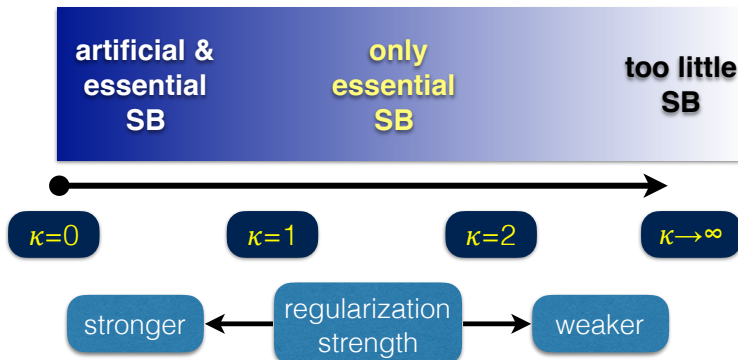 artificial &
essential
SB
only
essential
SB
too little
SB
κ=0
κ=1
κ=2
κ→∞
stronger
regularization
strength
weaker